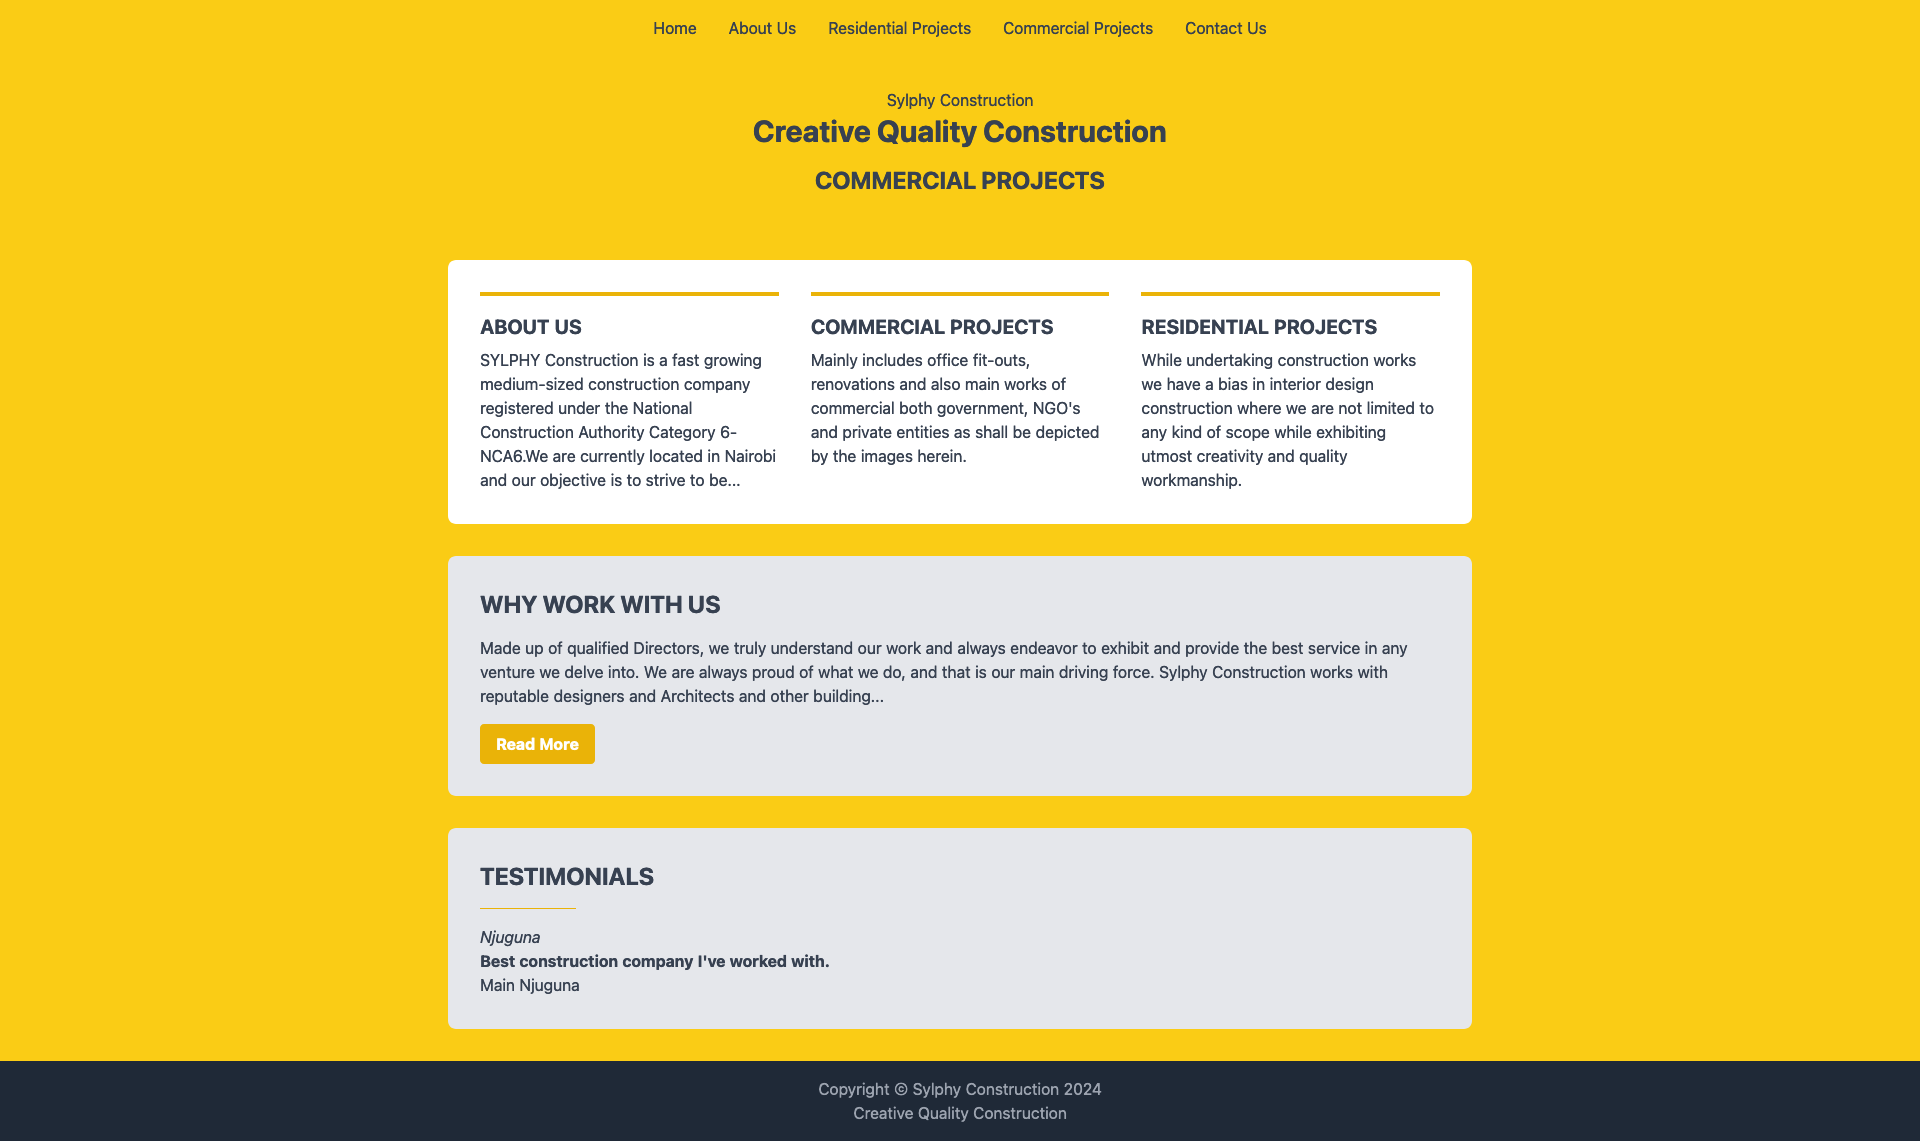 Home About Us Residential Projects Commercial Projects Contact Us
Sylphy Construction
Creative Quality Construction
COMMERCIAL PROJECTS
ABOUT US
SYLPHY Construction is a fast growing
medium-sized construction company
registered under the National
Construction Authority Category 6-
NCA6.We are currently located in Nairobi
and our objective is to strive to be...
COMMERCIAL PROJECTS
Mainly includes office fit-outs,
renovations and also main works of
commercial both government, NGO's
and private entities as shall be depicted
by the images herein.
RESIDENTIAL PROJECTS
While undertaking construction works
we have a bias in interior design
construction where we are not limited to
any kind of scope while exhibiting
utmost creativity and quality
workmanship.
WHY WORK WITH US
Made up of qualified Directors, we truly understand our work and always endeavor to exhibit and provide the best service in any
venture we delve into. We are always proud of what we do, and that is our main driving force. Sylphy Construction works with
reputable designers and Architects and other building...
Read More
TESTIMONIALS
Njuguna
Best construction company I've worked with.
Main Njuguna
Copyright © Sylphy Construction 2024
Creative Quality Construction